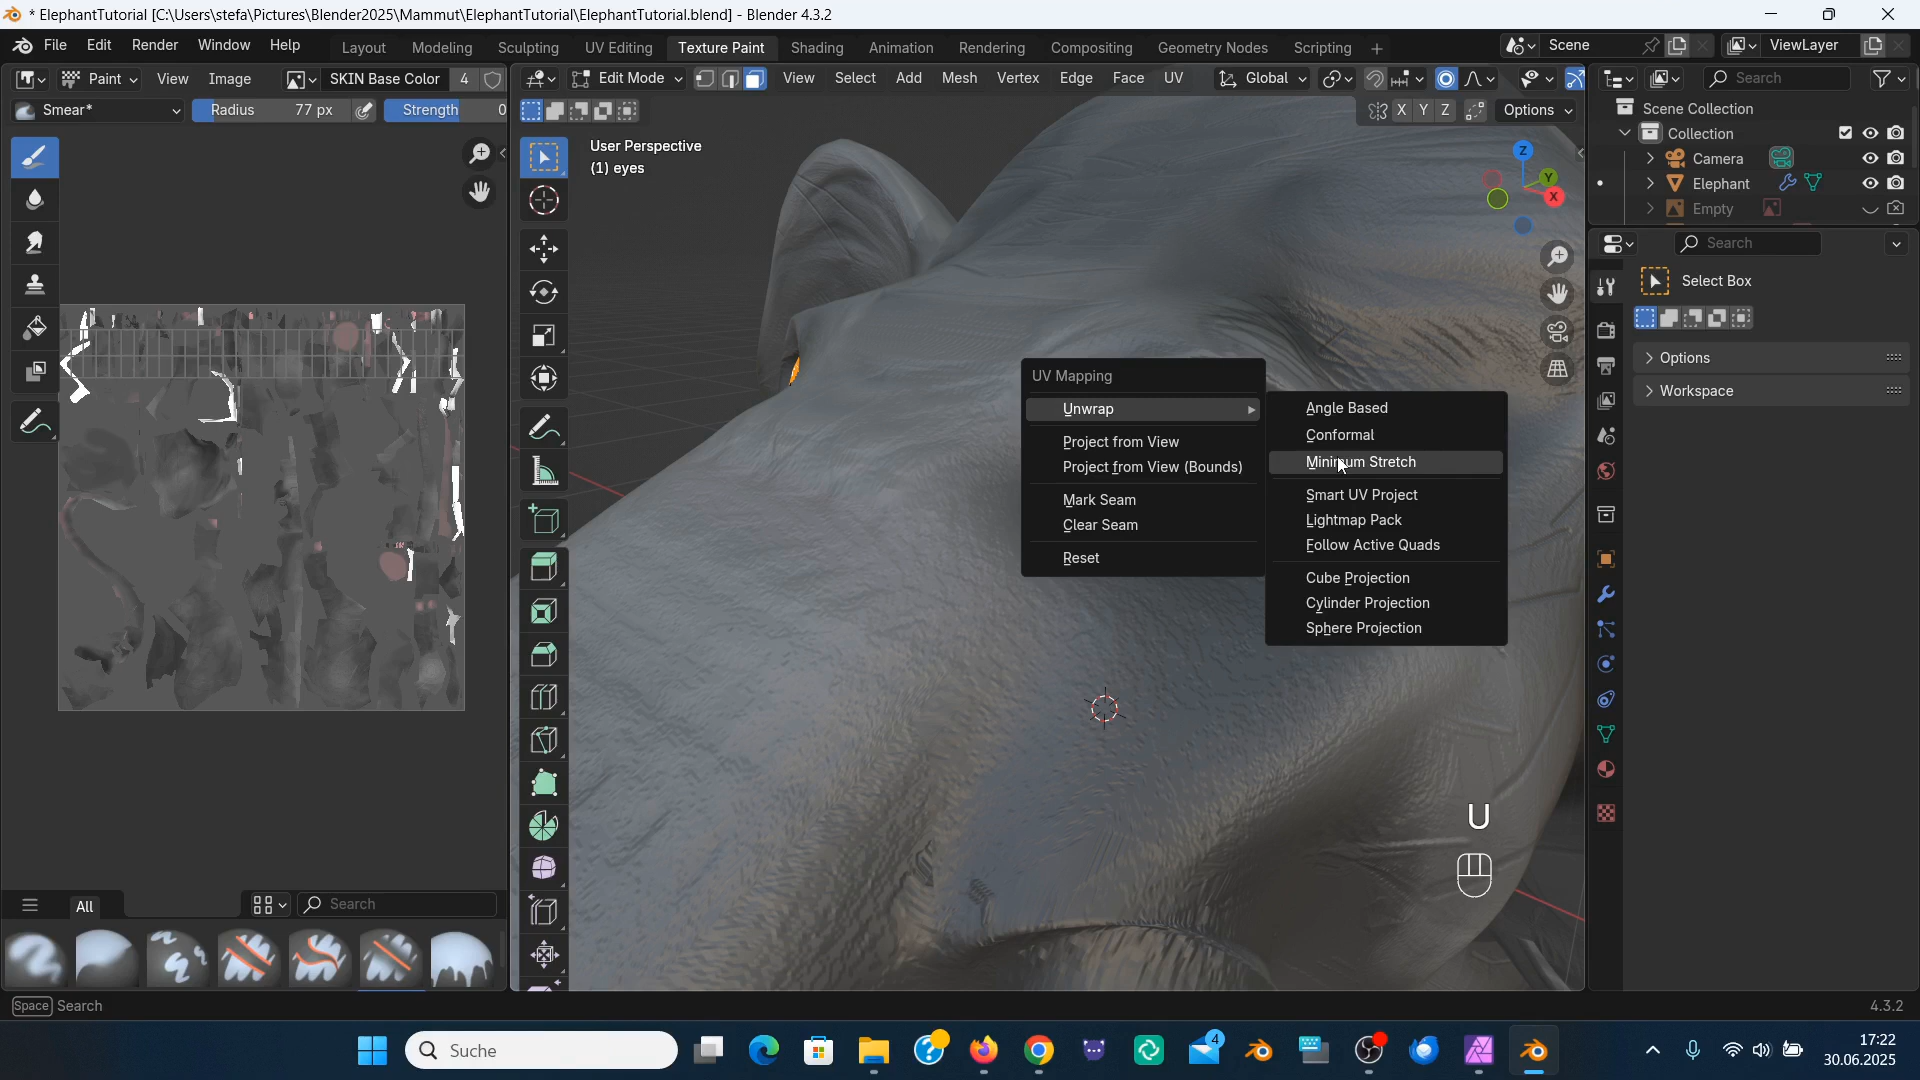 * ElephantTutorial [C:\Users\stefa\Pictures\Blender2025\Mammut\ElephantTutorial\ElephantTutorial.blend] - Blender 4.3.2
File Edit Render Window Help Layout Modeling Sculpting UV Editing Texture Paint Shading Animation Rendering Compositing Geometry Nodes Scripting + Scene ViewLayer
Paint View Image SKIN Base Color 4 Edit Mode View Select Add Mesh Vertex Edge Face UV Global Search
Smear* Radius 77 px Strength 0 X Y Z Options Scene Collection
Collection
User Perspective
(1) eyes
Z
Y
X
Camera
Elephant
Empty
Search
Select Box
Options
Workspace
UV Mapping
Unwrap
Project from View
Project from View (Bounds)
Mark Seam
Clear Seam
Reset
Angle Based
Conformal
Minimum Stretch
Smart UV Project
Lightmap Pack
Follow Active Quads
Cube Projection
Cylinder Projection
Sphere Projection
U
All Search
Space Search 4.3.2
Suche 4 17:22
30.06.2025